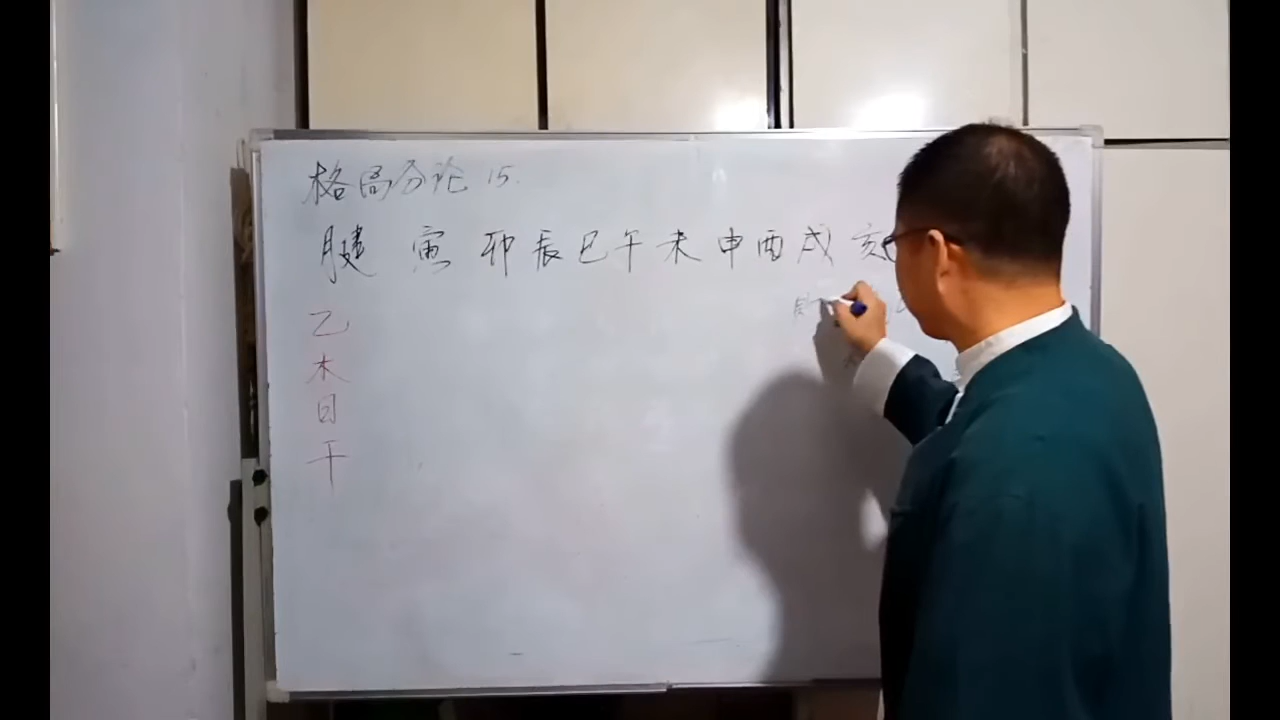 格局分论 15.
月建 寅 卯 辰 巳 午 未 申 酉 戌 亥
乙
木
日
干